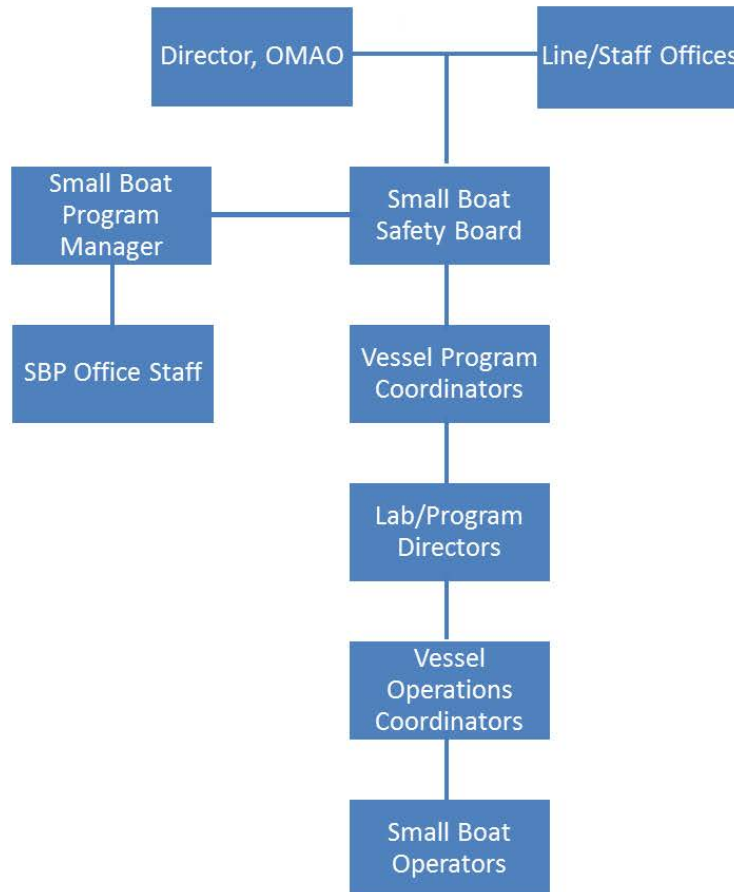 Director, OMAO
Line/Staff Offices
Small Boat
Program
Manager
Small Boat
Safety Board
SBP Office Staff
Vessel Program
Coordinators
Lab/Program
Directors
Vessel
Operations
Coordinators
Small Boat
Operators